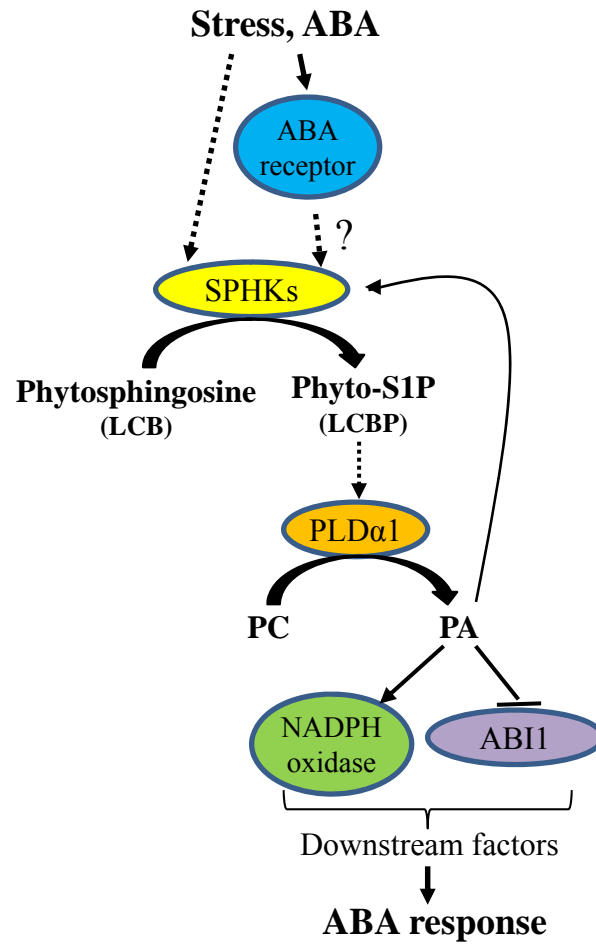 Stress, ABA
ABA
receptor
?
SPHKs
Phytosphingosine
(LCB)
Phyto-S1P
(LCBP)
PLDα1
PC
PA
NADPH
oxidase
ABI1
Downstream factors
ABA response